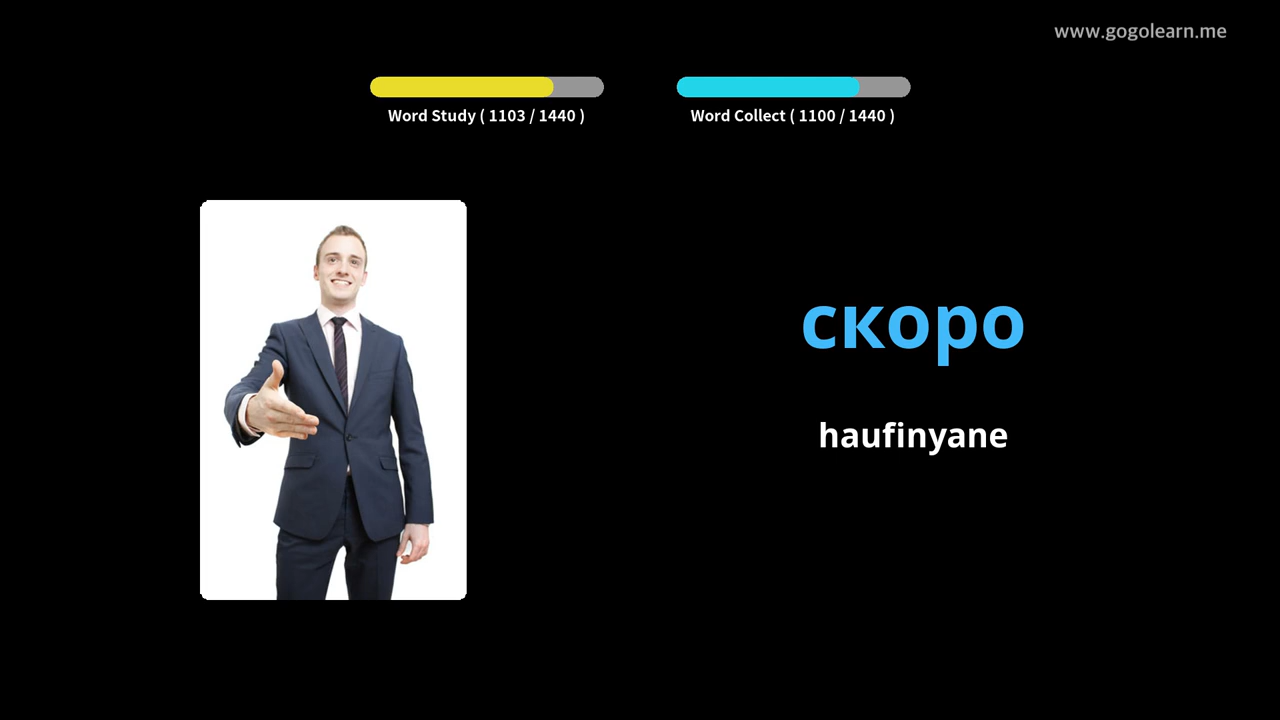 www.gogolearn.me
Word Study ( 1103 / 1440 )
Word Collect ( 1100 / 1440 )
скоро
haufinyane